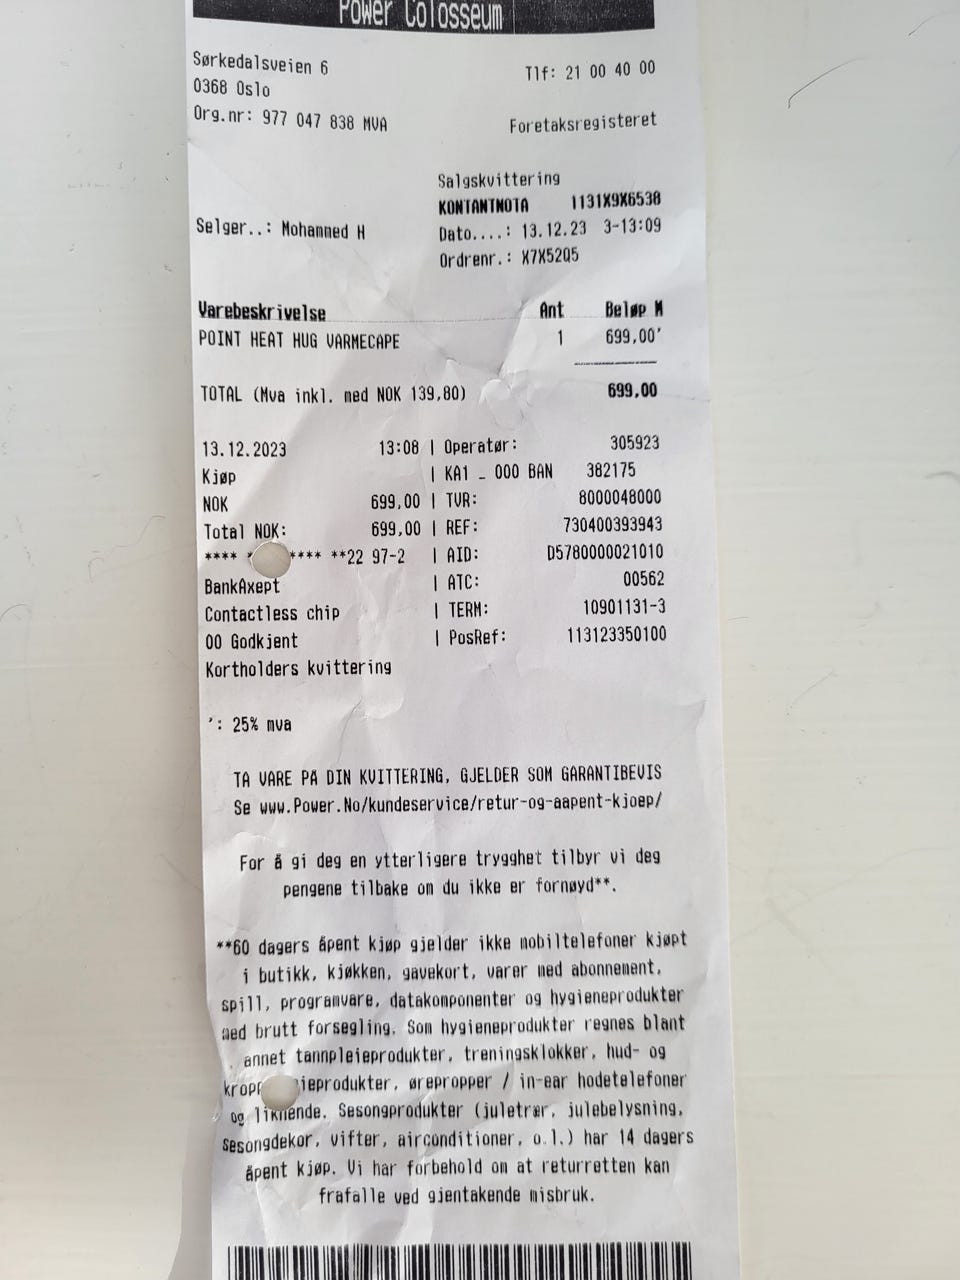 Power Colosseum
Sørkedalsveien 6 Tlf: 21 00 40 00
0368 Oslo
Org.nr: 977 047 838 MVA Foretaksregisteret
Salgskvittering
KONTANTNOTA 1131X9X6538
Selger..: Mohammed H Dato....: 13.12.23 3-13:09
Ordrenr.: X7X52Q5
Varebeskrivelse Ant Beløp M
POINT HEAT HUG VARMECAPE 1 699,00'
TOTAL (Mva inkl. med NOK 139,80) 699,00
13.12.2023 13:08 | Operatør: 305923
Kjøp | KA1 _ 000 BAN 382175
NOK 699,00 | TVR: 8000048000
Total NOK: 699,00 | REF: 730400393943
**** * **** **22 97-2 | AID: D5780000021010
BankAxept | ATC: 00562
Contactless chip | TERM: 10901131-3
00 Godkjent | PosRef: 113123350100
Kortholders kvittering
': 25% mva
TA VARE PÅ DIN KVITTERING, GJELDER SOM GARANTIBEVIS
Se www.Power.No/kundeservice/retur-og-aapent-kjoep/
For å gi deg en ytterligere trygghet tilbyr vi deg
pengene tilbake om du ikke er fornøyd**.
**60 dagers åpent kjøp gjelder ikke mobiltelefoner kjøpt
i butikk, kjøkken, gavekort, varer med abonnement,
spill, programvare, datakomponenter og hygieneprodukter
med brutt forsegling. Som hygieneprodukter regnes blant
annet tannpleieprodukter, treningsklokker, hud- og
kropp ieprodukter, ørepropper / in-ear hodetelefoner
og liknende. Sesongprodukter (juletrær, julebelysning,
sesongdekor, vifter, airconditioner, o.l.) har 14 dagers
åpent kjøp. Vi har forbehold om at returretten kan
frafalle ved gjentakende misbruk.